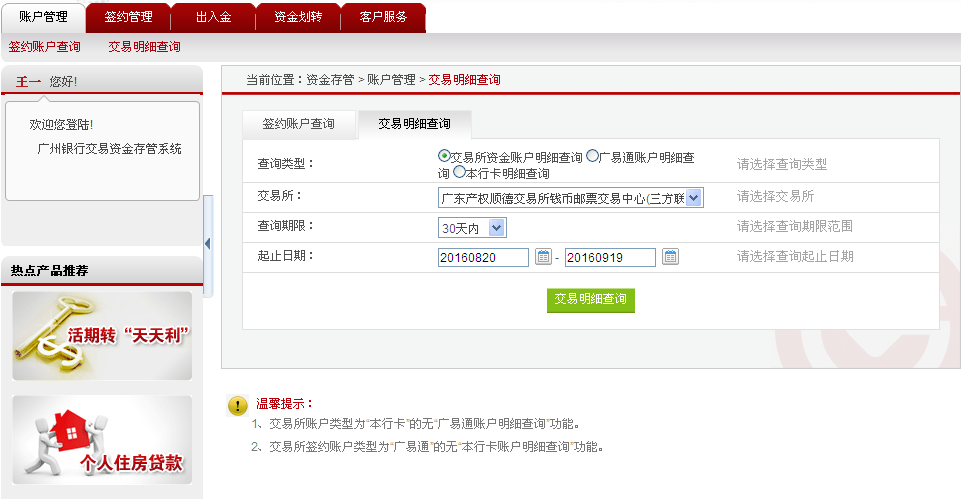 账户管理 签约管理 出入金 资金划转 客户服务
签约账户查询 交易明细查询
王一 您好!
欢迎您登陆!
广州银行交易资金存管系统
热点产品推荐
活期转“天天利”
个人住房贷款
当前位置：资金存管 > 账户管理 > 交易明细查询
签约账户查询 交易明细查询
查询类型： 交易所资金账户明细查询 广易通账户明细查 请选择查询类型
询 本行卡明细查询
交易所： 广东产权顺德交易所钱币邮票交易中心(三方联 请选择交易所
查询期限： 30天内 请选择查询期限范围
起止日期： 20160820 - 20160919 请选择查询起止日期
交易明细查询
温馨提示：
1、交易所账户类型为“本行卡”的无“广易通账户明细查询”功能。
2、交易所签约账户类型为“广易通”的无“本行卡账户明细查询”功能。